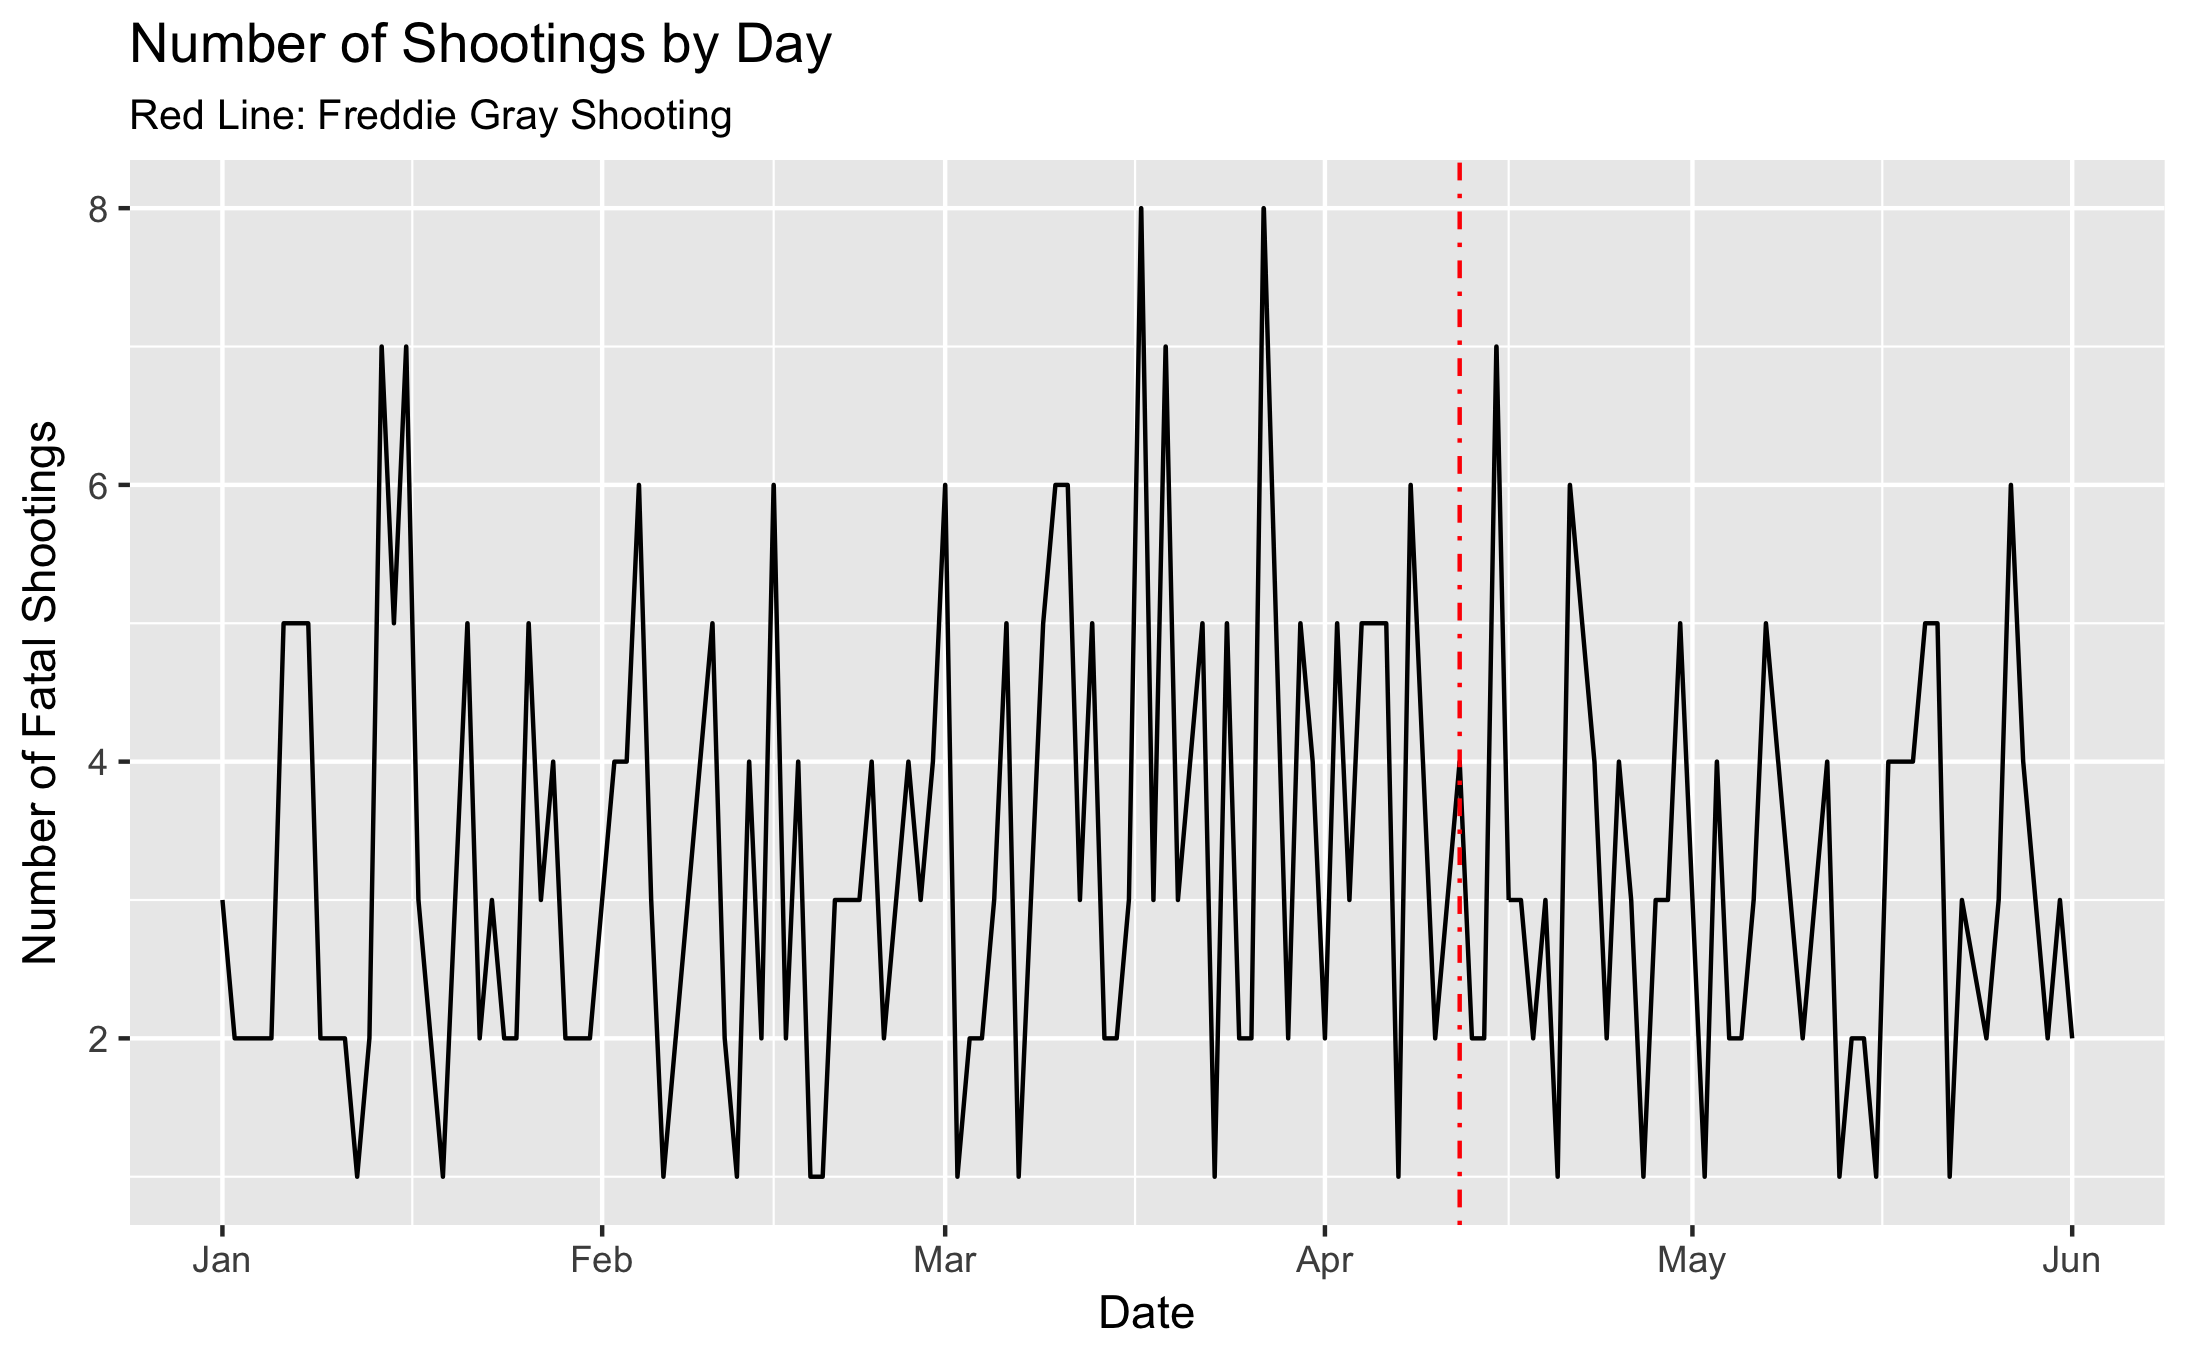 Number of Shootings by Day
Red Line: Freddie Gray Shooting
Number of Fatal Shootings
8
6
4
2
Jan Feb Mar Apr May Jun
Date